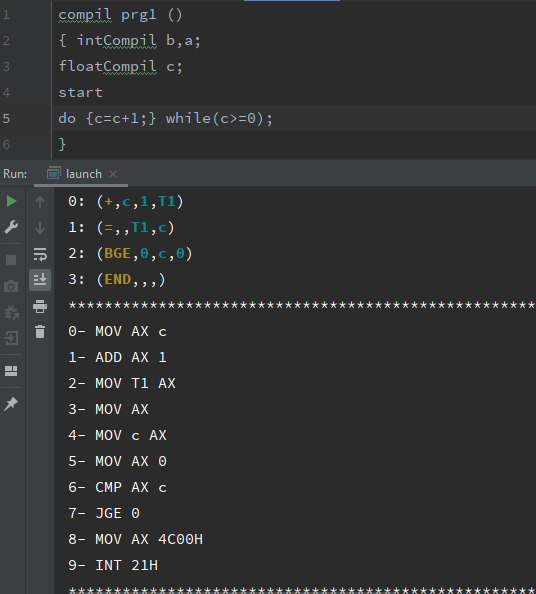 1 compil prg1 ()
2 { intCompil b,a;
3 floatCompil c;
4 start
5 do {c=c+1;} while(c>=0);
6 }
Run: launch ×
0: (+,c,1,T1)
1: (=,,T1,c)
2: (BGE,0,c,0)
3: (END,,,)
****************************************************
0- MOV AX c
1- ADD AX 1
2- MOV T1 AX
3- MOV AX
4- MOV c AX
5- MOV AX 0
6- CMP AX c
7- JGE 0
8- MOV AX 4C00H
9- INT 21H
****************************************************